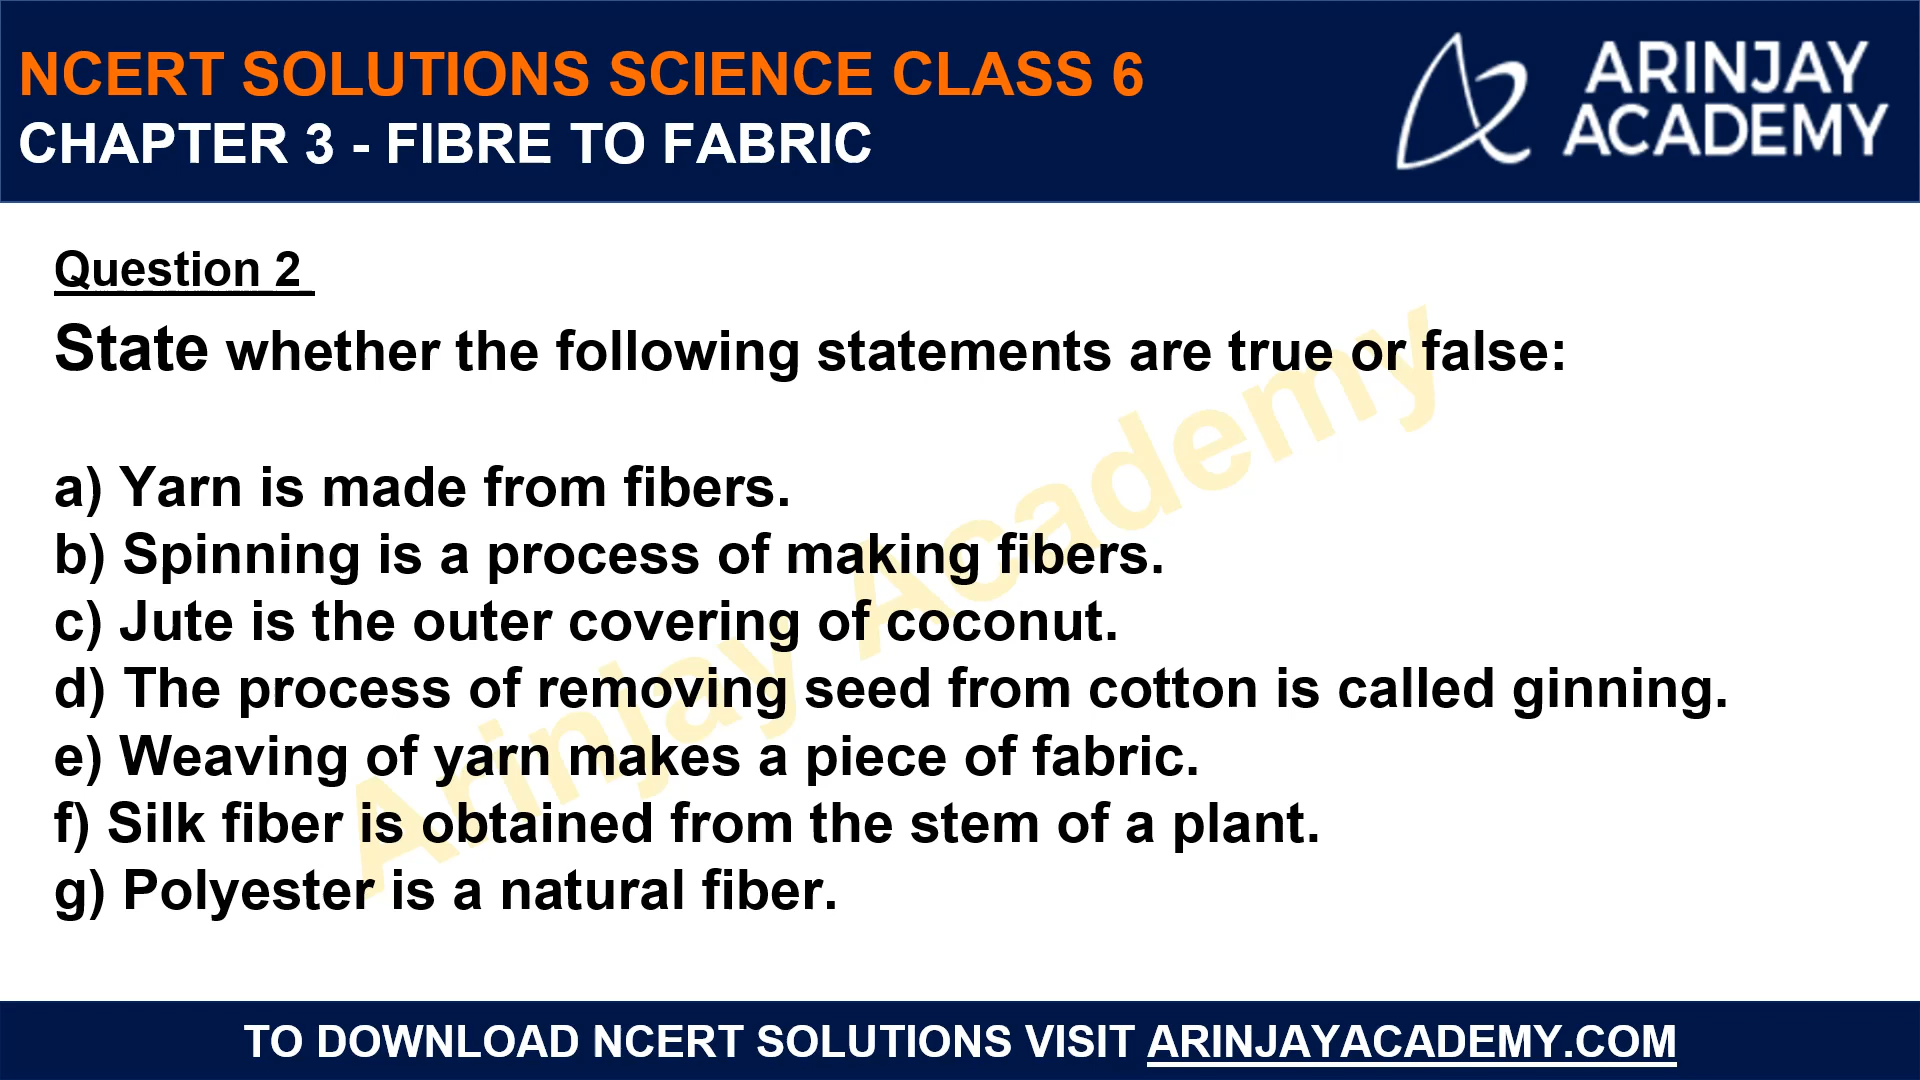 NCERT SOLUTIONS SCIENCE CLASS 6
CHAPTER 3 - FIBRE TO FABRIC
ARINJAY
ACADEMY
Question 2
State whether the following statements are true or false:
a) Yarn is made from fibers.
b) Spinning is a process of making fibers.
c) Jute is the outer covering of coconut.
d) The process of removing seed from cotton is called ginning.
e) Weaving of yarn makes a piece of fabric.
f) Silk fiber is obtained from the stem of a plant.
g) Polyester is a natural fiber.
Arinjay Academy
TO DOWNLOAD NCERT SOLUTIONS VISIT ARINJAYACADEMY.COM